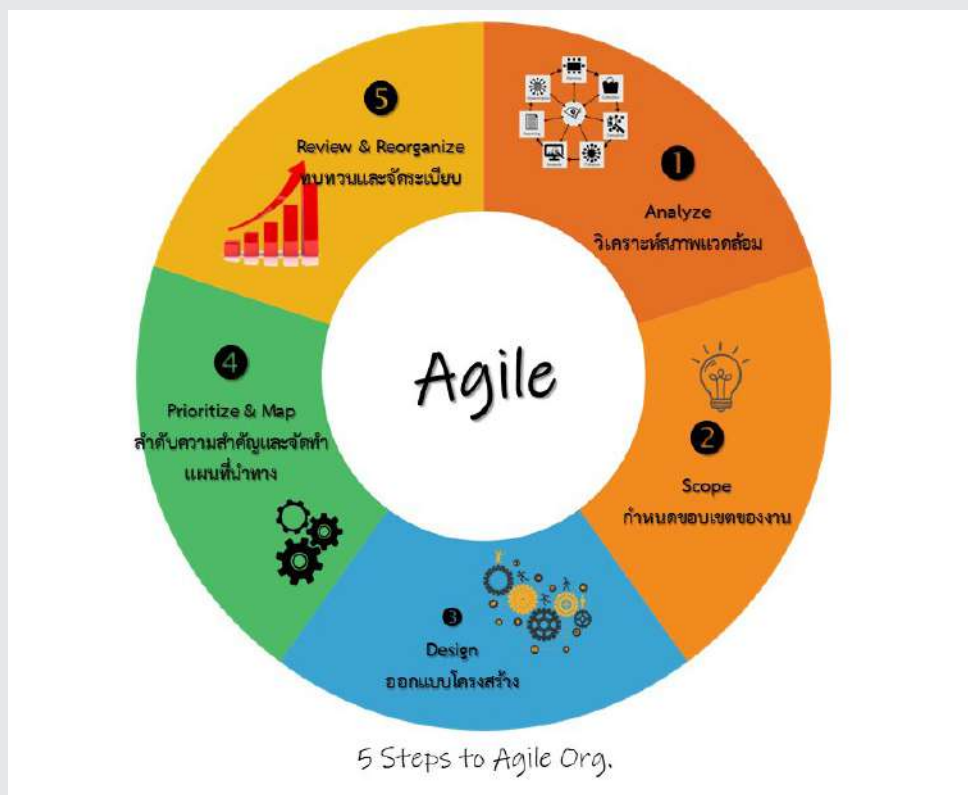 Agile
1
Analyze
วิเคราะห์สภาพแวดล้อม
2
Scope
กำหนดขอบเขตของงาน
3
Design
ออกแบบโครงสร้าง
4
Prioritize & Map
ลำดับความสำคัญและจัดทำ
แผนที่นำทาง
5
Review & Reorganize
ทบทวนและจัดระเบียบ
5 Steps to Agile Org.